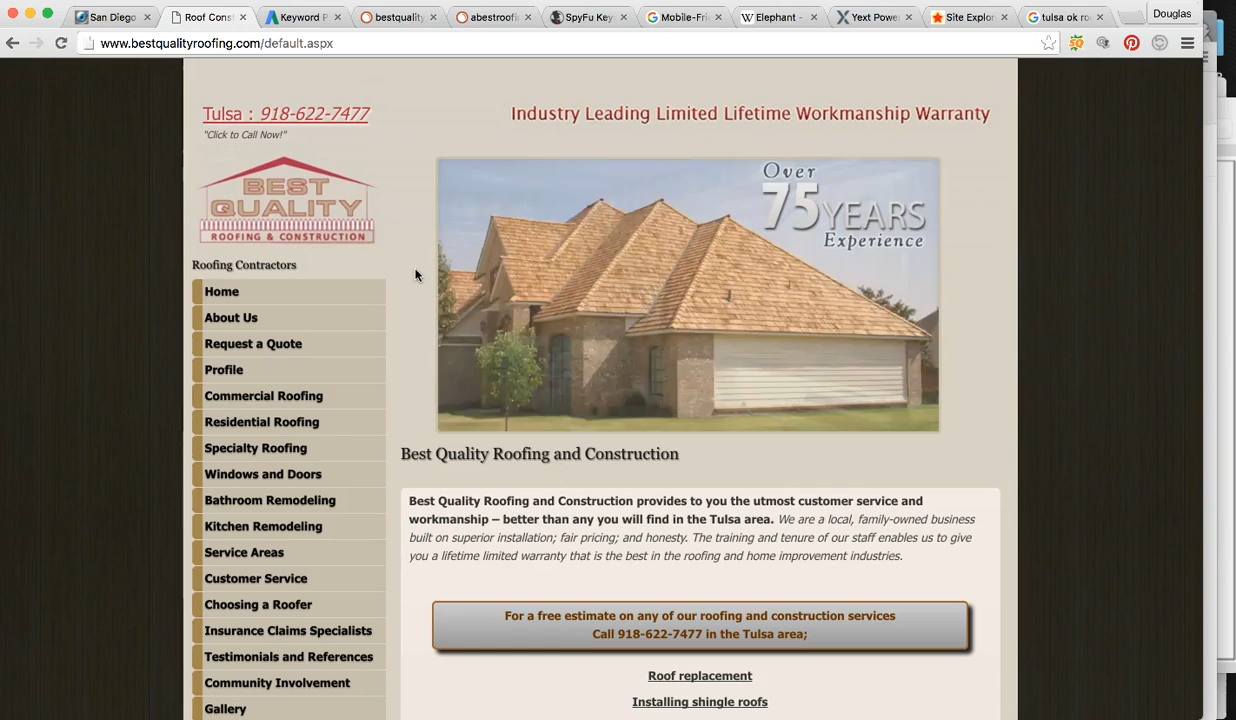 San Diego
Roof Const
Keyword P
bestquality
abestroofi
SpyFu Key
Mobile-Fri
Elephant -
Yext Powe
Site Explor
tulsa ok ro
Douglas
www.bestqualityroofing.com/default.aspx
Tulsa : 918-622-7477
"Click to Call Now!"
Industry Leading Limited Lifetime Workmanship Warranty
BEST
QUALITY
ROOFING & CONSTRUCTION
Over
75 YEARS
Experience
Roofing Contractors
Home
About Us
Request a Quote
Profile
Commercial Roofing
Residential Roofing
Specialty Roofing
Windows and Doors
Bathroom Remodeling
Kitchen Remodeling
Service Areas
Customer Service
Choosing a Roofer
Insurance Claims Specialists
Testimonials and References
Community Involvement
Gallery
Best Quality Roofing and Construction
Best Quality Roofing and Construction provides to you the utmost customer service and
workmanship – better than any you will find in the Tulsa area. We are a local, family-owned business
built on superior installation; fair pricing; and honesty. The training and tenure of our staff enables us to give
you a lifetime limited warranty that is the best in the roofing and home improvement industries.
For a free estimate on any of our roofing and construction services
Call 918-622-7477 in the Tulsa area;
Roof replacement
Installing shingle roofs